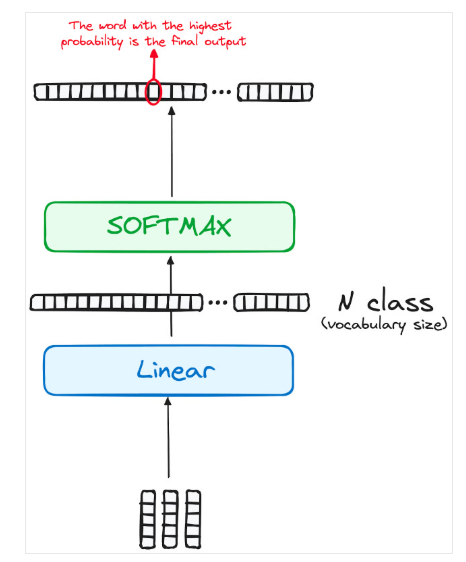 The word with the highest
probability is the final output
SOFTMAX
N class
(vocabulary size)
Linear